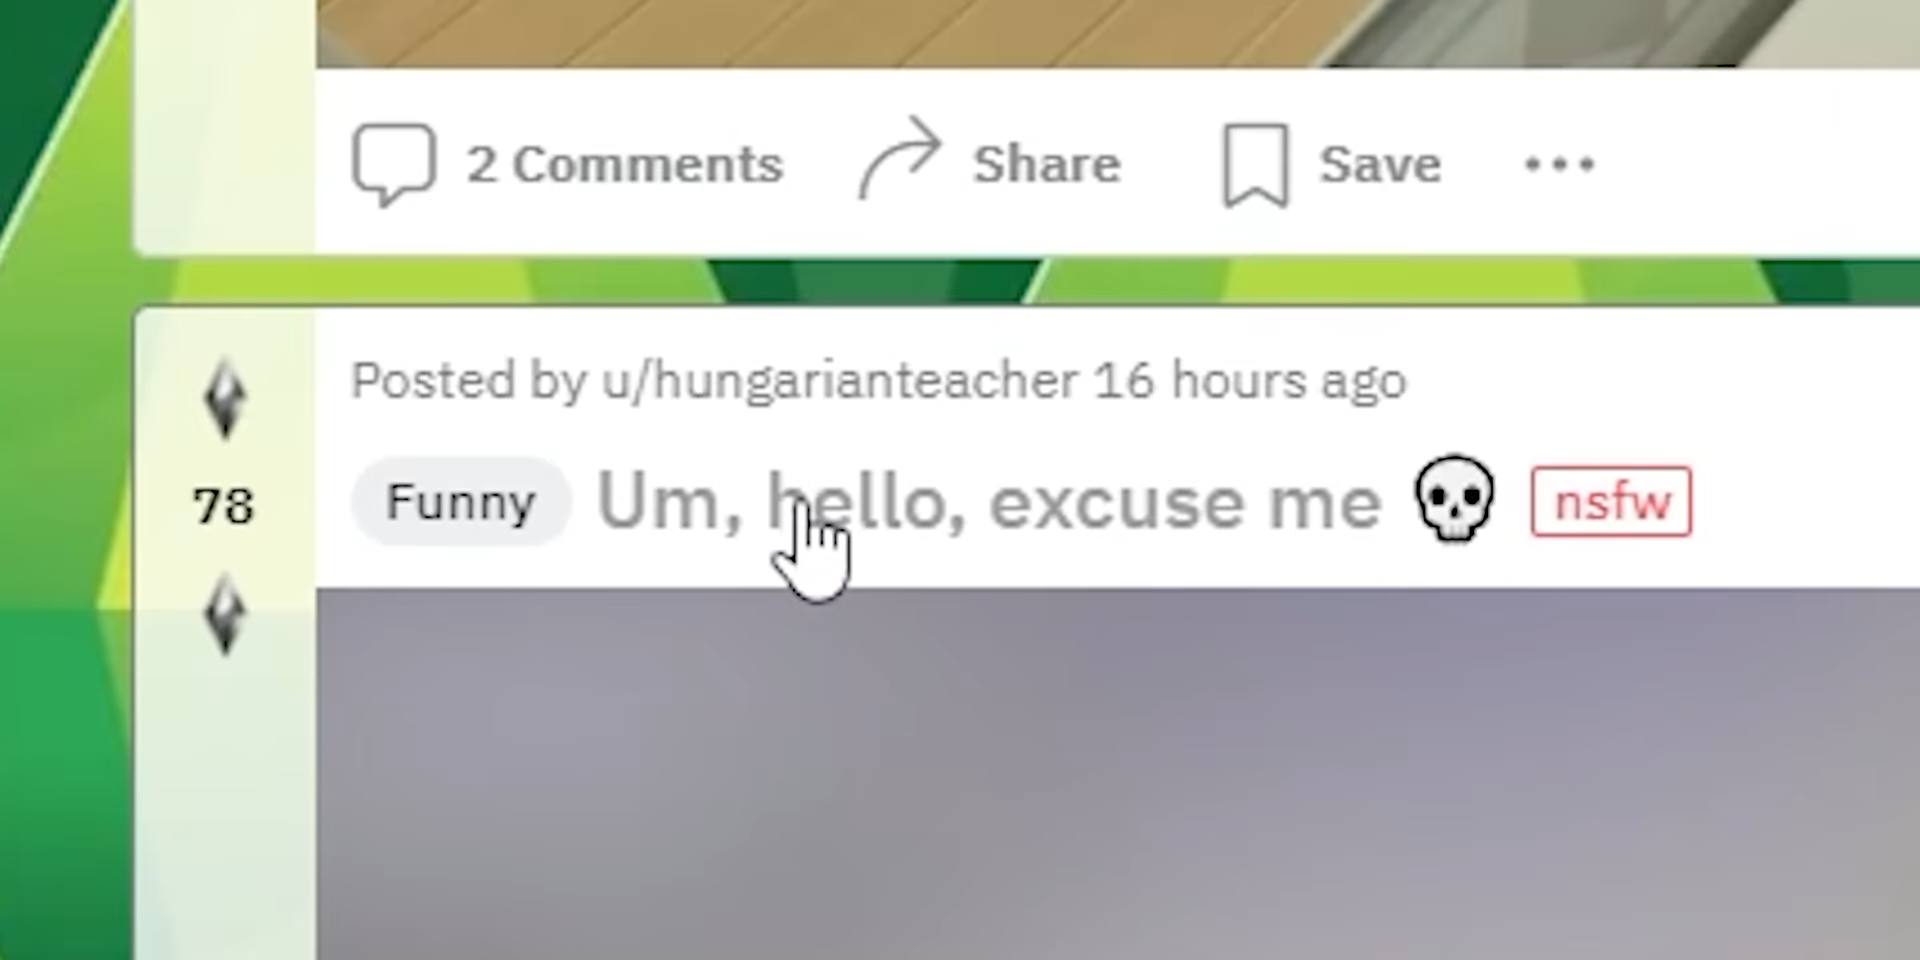 2 Comments Share Save
Posted by u/hungarianteacher 16 hours ago
78
Funny Um, hello, excuse me 💀 nsfw